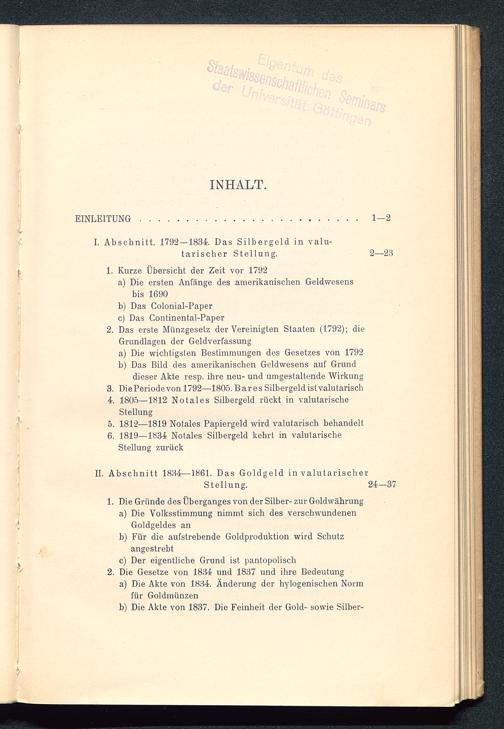 Eigentum des
Staatswissenschaftlichen Seminars
der Universität Göttingen
INHALT.
EINLEITUNG . . . . . . . . . . . . . . . . . . . . . . . . 1—2
I. Abschnitt. 1792—1834. Das Silbergeld in valu-
tarischer Stellung. 2—23
1. Kurze Übersicht der Zeit vor 1792
a) Die ersten Anfänge des amerikanischen Geldwesens
bis 1690
b) Das Colonial-Paper
c) Das Continental-Paper
2. Das erste Münzgesetz der Vereinigten Staaten (1792); die
Grundlagen der Geldverfassung
a) Die wichtigsten Bestimmungen des Gesetzes von 1792
b) Das Bild des amerikanischen Geldwesens auf Grund
dieser Akte resp. ihre neu- und umgestaltende Wirkung
3. Die Periode von 1792—1805. Bares Silbergeld ist valutarisch
4. 1805—1812 Notales Silbergeld rückt in valutarische
Stellung
5. 1812—1819 Notales Papiergeld wird valutarisch behandelt
6. 1819—1834 Notales Silbergeld kehrt in valutarische
Stellung zurück
II. Abschnitt 1834—1861. Das Goldgeld in valutarischer
Stellung. 24—37
1. Die Gründe des Überganges von der Silber- zur Goldwährung
a) Die Volksstimmung nimmt sich des verschwundenen
Goldgeldes an
b) Für die aufstrebende Goldproduktion wird Schutz
angestrebt
c) Der eigentliche Grund ist pantopolisch
2. Die Gesetze von 1834 und 1837 und ihre Bedeutung
a) Die Akte von 1834. Änderung der hylogenischen Norm
für Goldmünzen
b) Die Akte von 1837. Die Feinheit der Gold- sowie Silber-